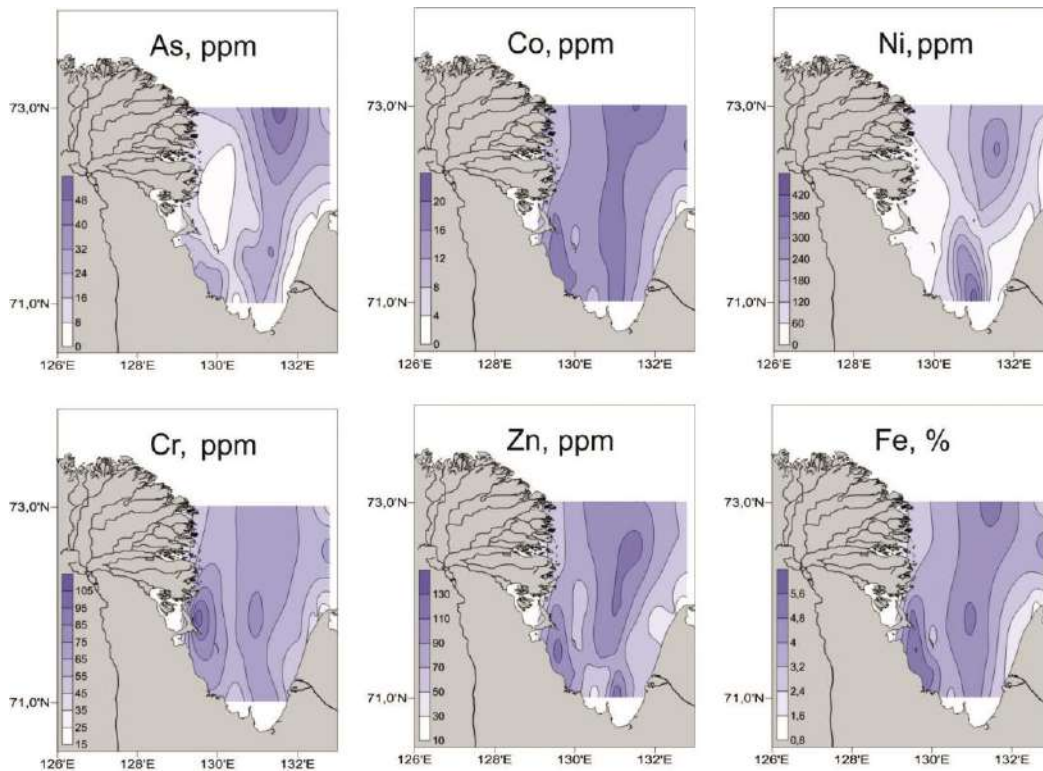 As, ppm
73,0'N
48
40
32
24
16
8
0
71,0'N
126'E
128'E
130'E
132'E
Co, ppm
20
16
12
8
4
126'E
128'E
130'E
132'E
Ni, ppm
73,0'N
420
360
300
240
180
120
60
0
71,0'N
126'E
128'E
130'E
132'E
Cr, ppm
73,0'N
105
95
85
75
65
55
45
35
25
15
71,0'N
126'E
128'E
130'E
132'E
Zn, ppm
73,0'N
130
110
90
70
50
30
10
71,0'N
126'E
128'E
130'E
132'E
Fe, %
73,0'N
5,6
4,8
4
3,2
2,4
1,6
0,8
71,0'N
126'E
128'E
130'E
132'E